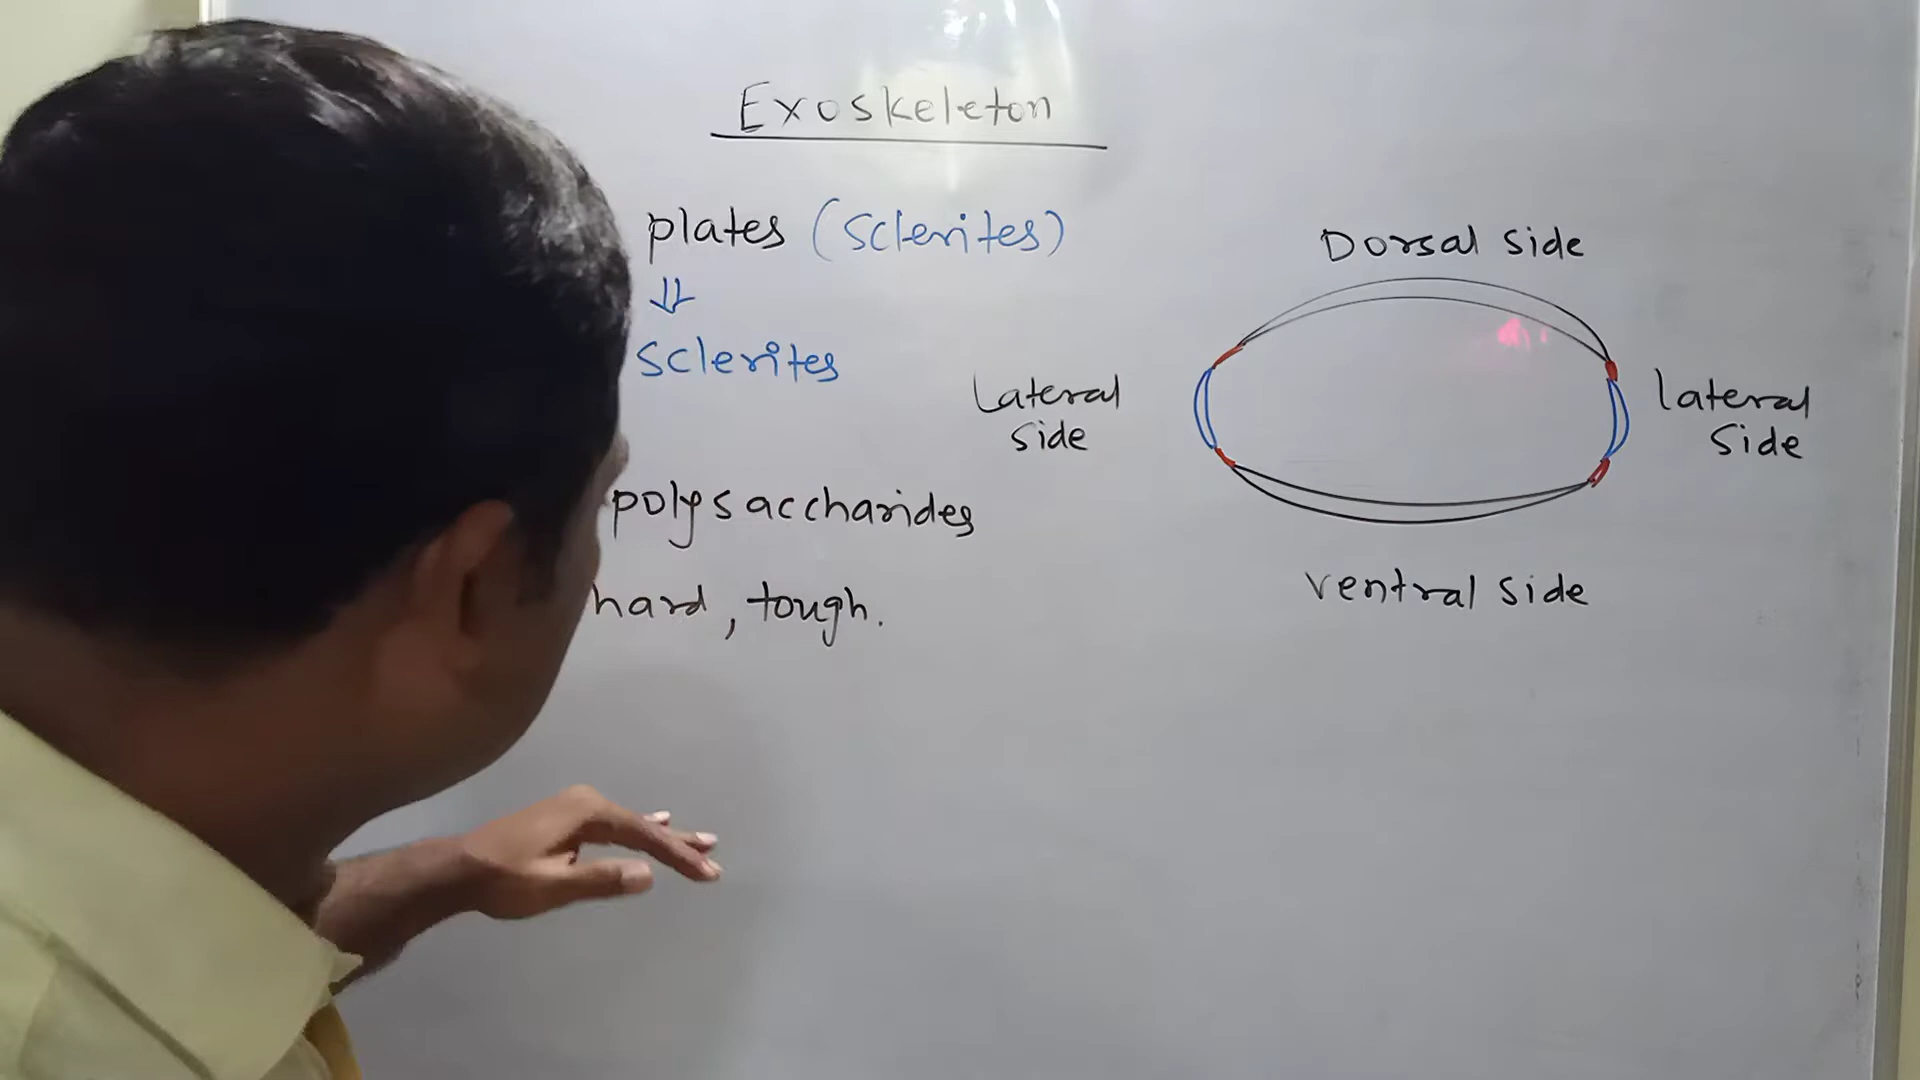 Exoskeleton
plates (sclerites)
⇓
sclerites
polysaccharides
hard, tough.
Dorsal side
Lateral
side
lateral
side
ventral side